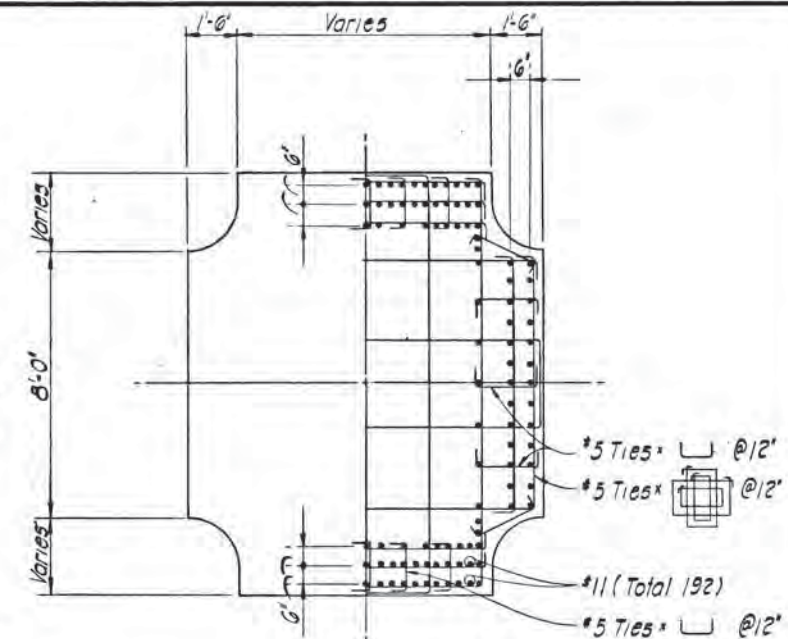 1'-6" Varies 1'-6"
6"
6"
Varies
8'-0"
Varies
6"
#5 Ties × @12"
#5 Ties × @12"
#11 (Total 192)
#5 Ties × @12"